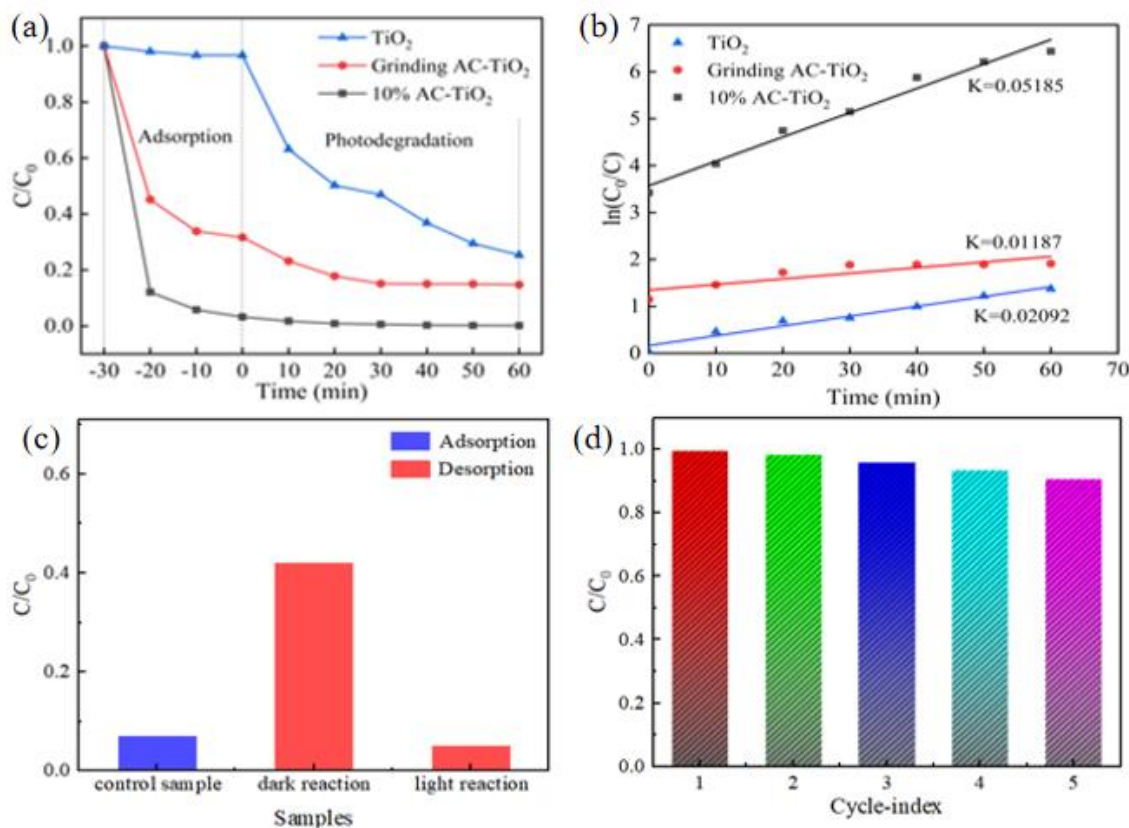 (a)
TiO₂
Grinding AC-TiO₂
10% AC-TiO₂
Adsorption
Photodegradation
C/C₀
1.0
0.8
0.6
0.4
0.2
0.0
-30 -20 -10 0 10 20 30 40 50 60
Time (min)
(b)
TiO₂
Grinding AC-TiO₂
10% AC-TiO₂
K=0.05185
K=0.01187
K=0.02092
ln(C₀/C)
7
6
5
4
3
2
1
0
0 10 20 30 40 50 60 70
Time (min)
(c)
Adsorption
Desorption
C/C₀
0.6
0.4
0.2
0.0
control sample dark reaction light reaction
Samples
(d)
C/C₀
1.0
0.8
0.6
0.4
0.2
0.0
1 2 3 4 5
Cycle-index